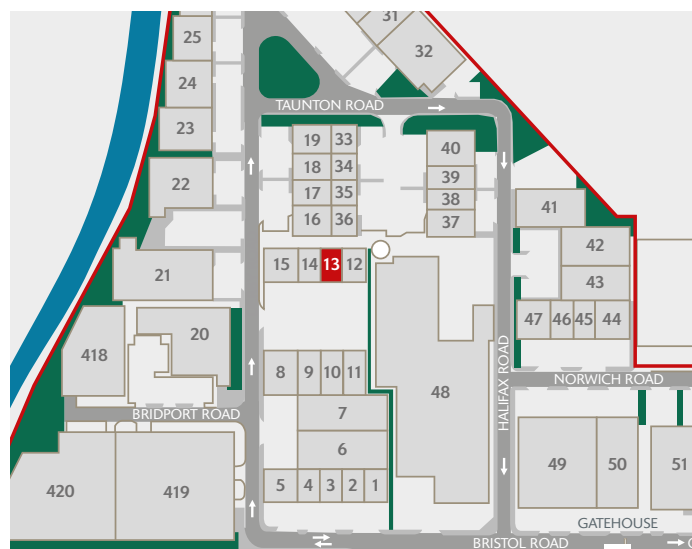 31
25
32
24
TAUNTON ROAD
23
19 33
40
18 34
39
22
17 35
38
16 36
37
41
42
21
15 14 13 12
43
20
47 46 45 44
418
HALIFAX ROAD
8 9 10 11
NORWICH ROAD
48
BRIDPORT ROAD
7
6
49 50 51
420 419
5 4 3 2 1
GATEHOUSE
BRISTOL ROAD